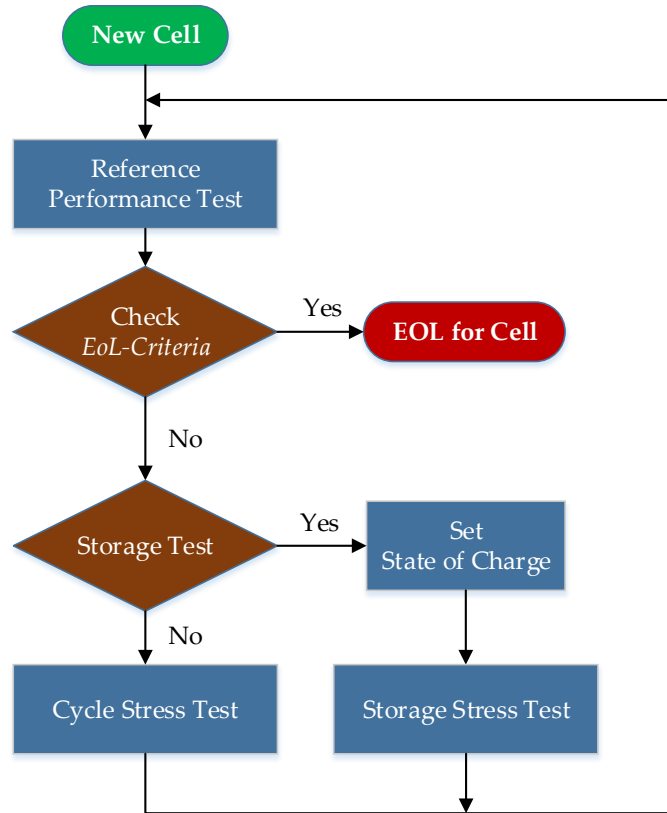 New Cell
Reference
Performance Test
Check
EoL-Criteria
Yes
EOL for Cell
No
Storage Test
Yes
Set
State of Charge
No
Cycle Stress Test
Storage Stress Test